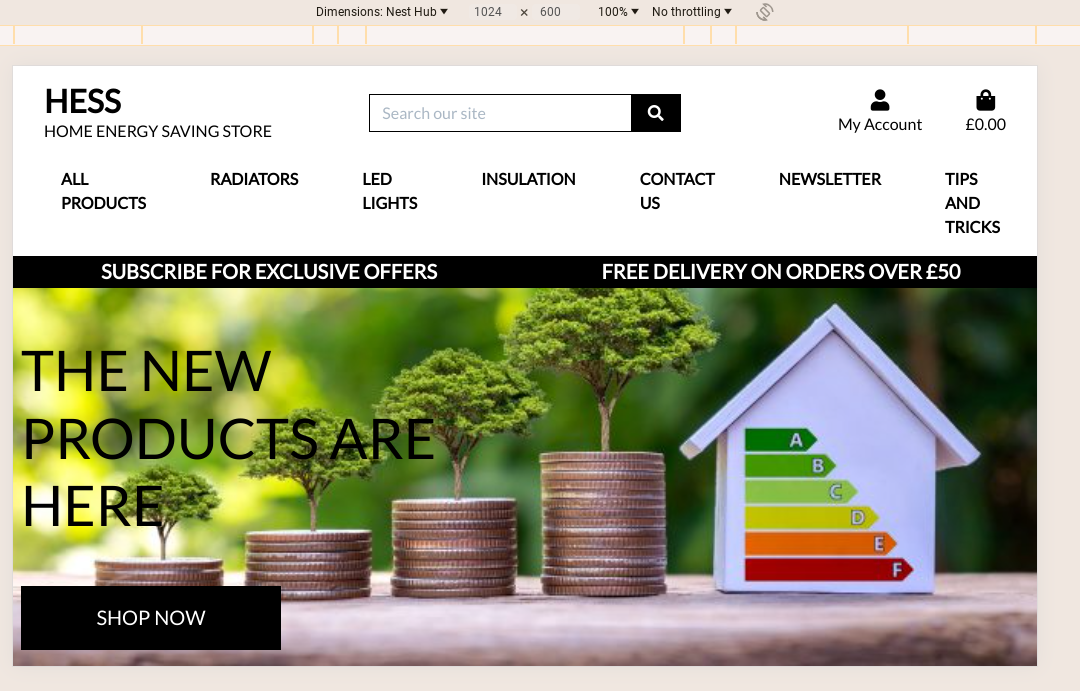 Dimensions: Nest Hub 1024 × 600 100% No throttling
HESS
HOME ENERGY SAVING STORE
Search our site
My Account
£0.00
ALL
PRODUCTS
RADIATORS
LED
LIGHTS
INSULATION
CONTACT
US
NEWSLETTER
TIPS
AND
TRICKS
SUBSCRIBE FOR EXCLUSIVE OFFERS
FREE DELIVERY ON ORDERS OVER £50
THE NEW
PRODUCTS ARE
HERE
A
B
C
D
E
F
SHOP NOW